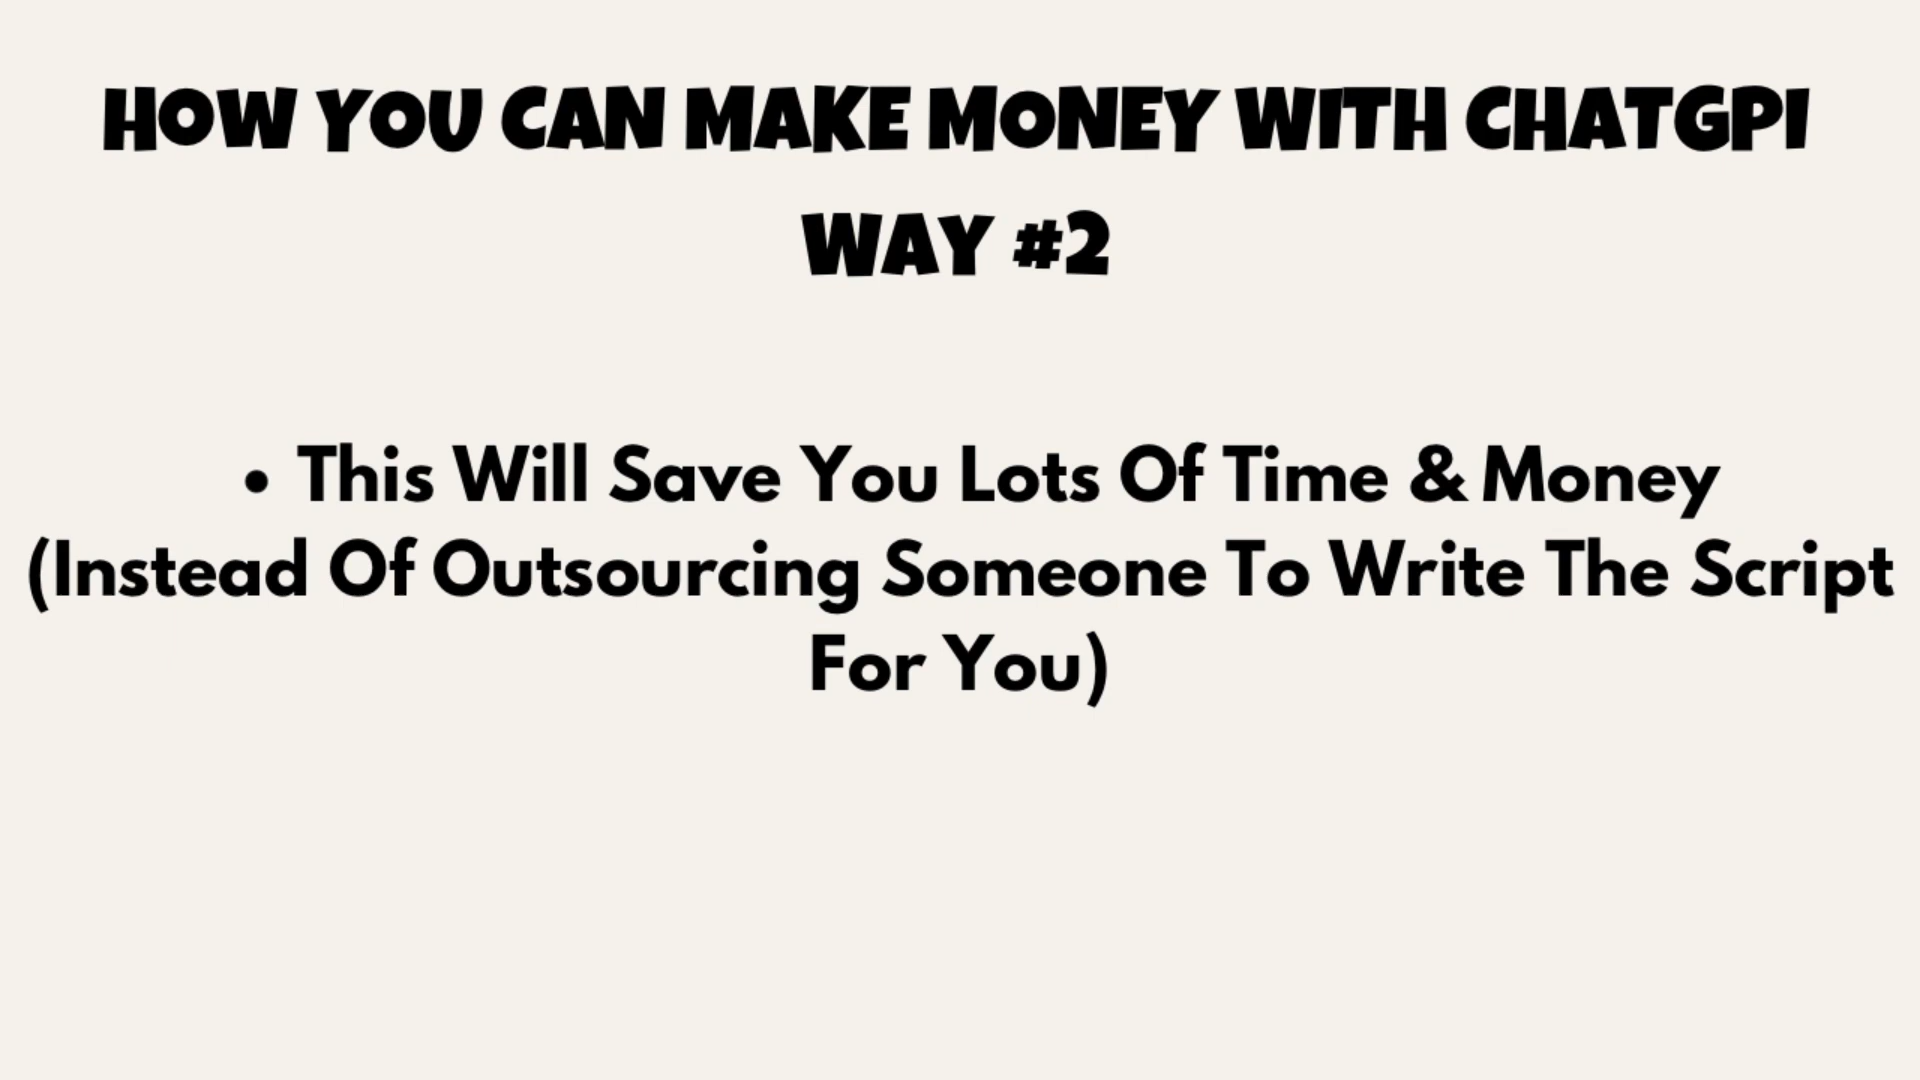 HOW YOU CAN MAKE MONEY WITH CHATGPI
WAY #2
• This Will Save You Lots Of Time & Money
(Instead Of Outsourcing Someone To Write The Script
For You)